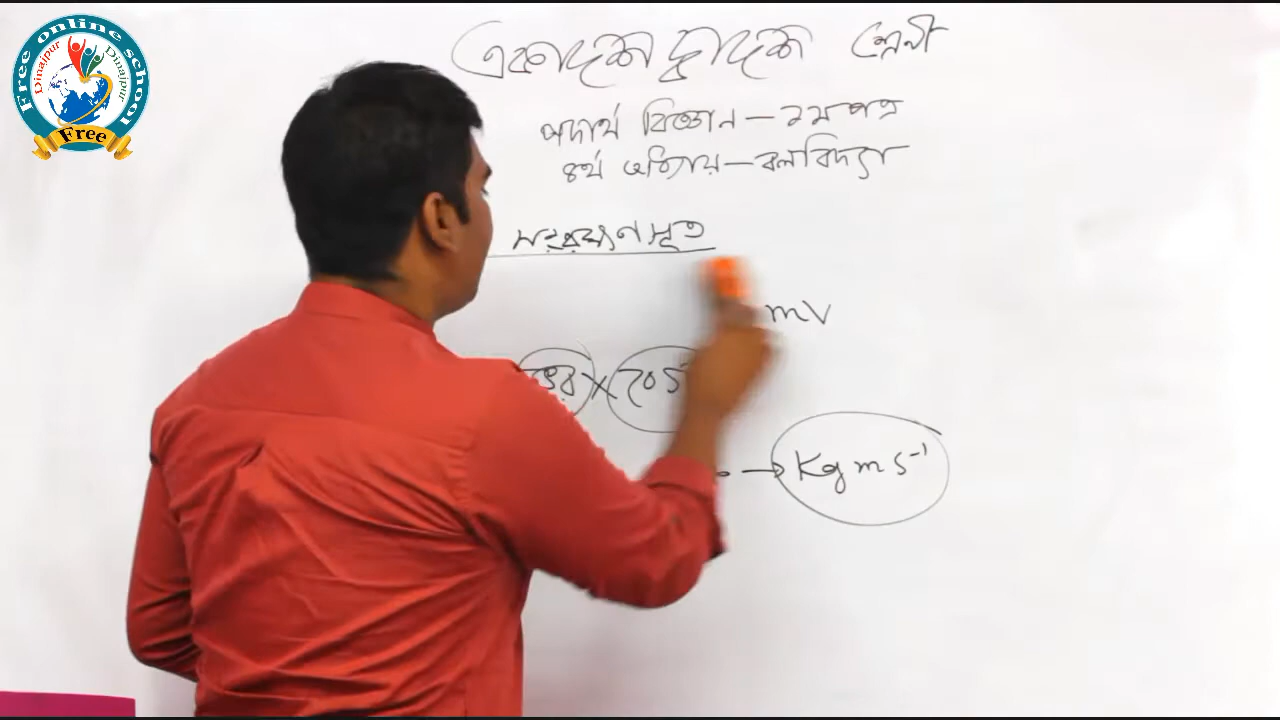 Free online school
Dinajpur
Dinajpur
Free
একাদশ দ্বাদশ শ্রেণী
পদার্থ বিজ্ঞান - ১ম পত্র
৪র্থ অধ্যায় - বলবিদ্যা
সংরক্ষণ সূত্র
mv
ভর × বেগ
→ Kg m s⁻¹